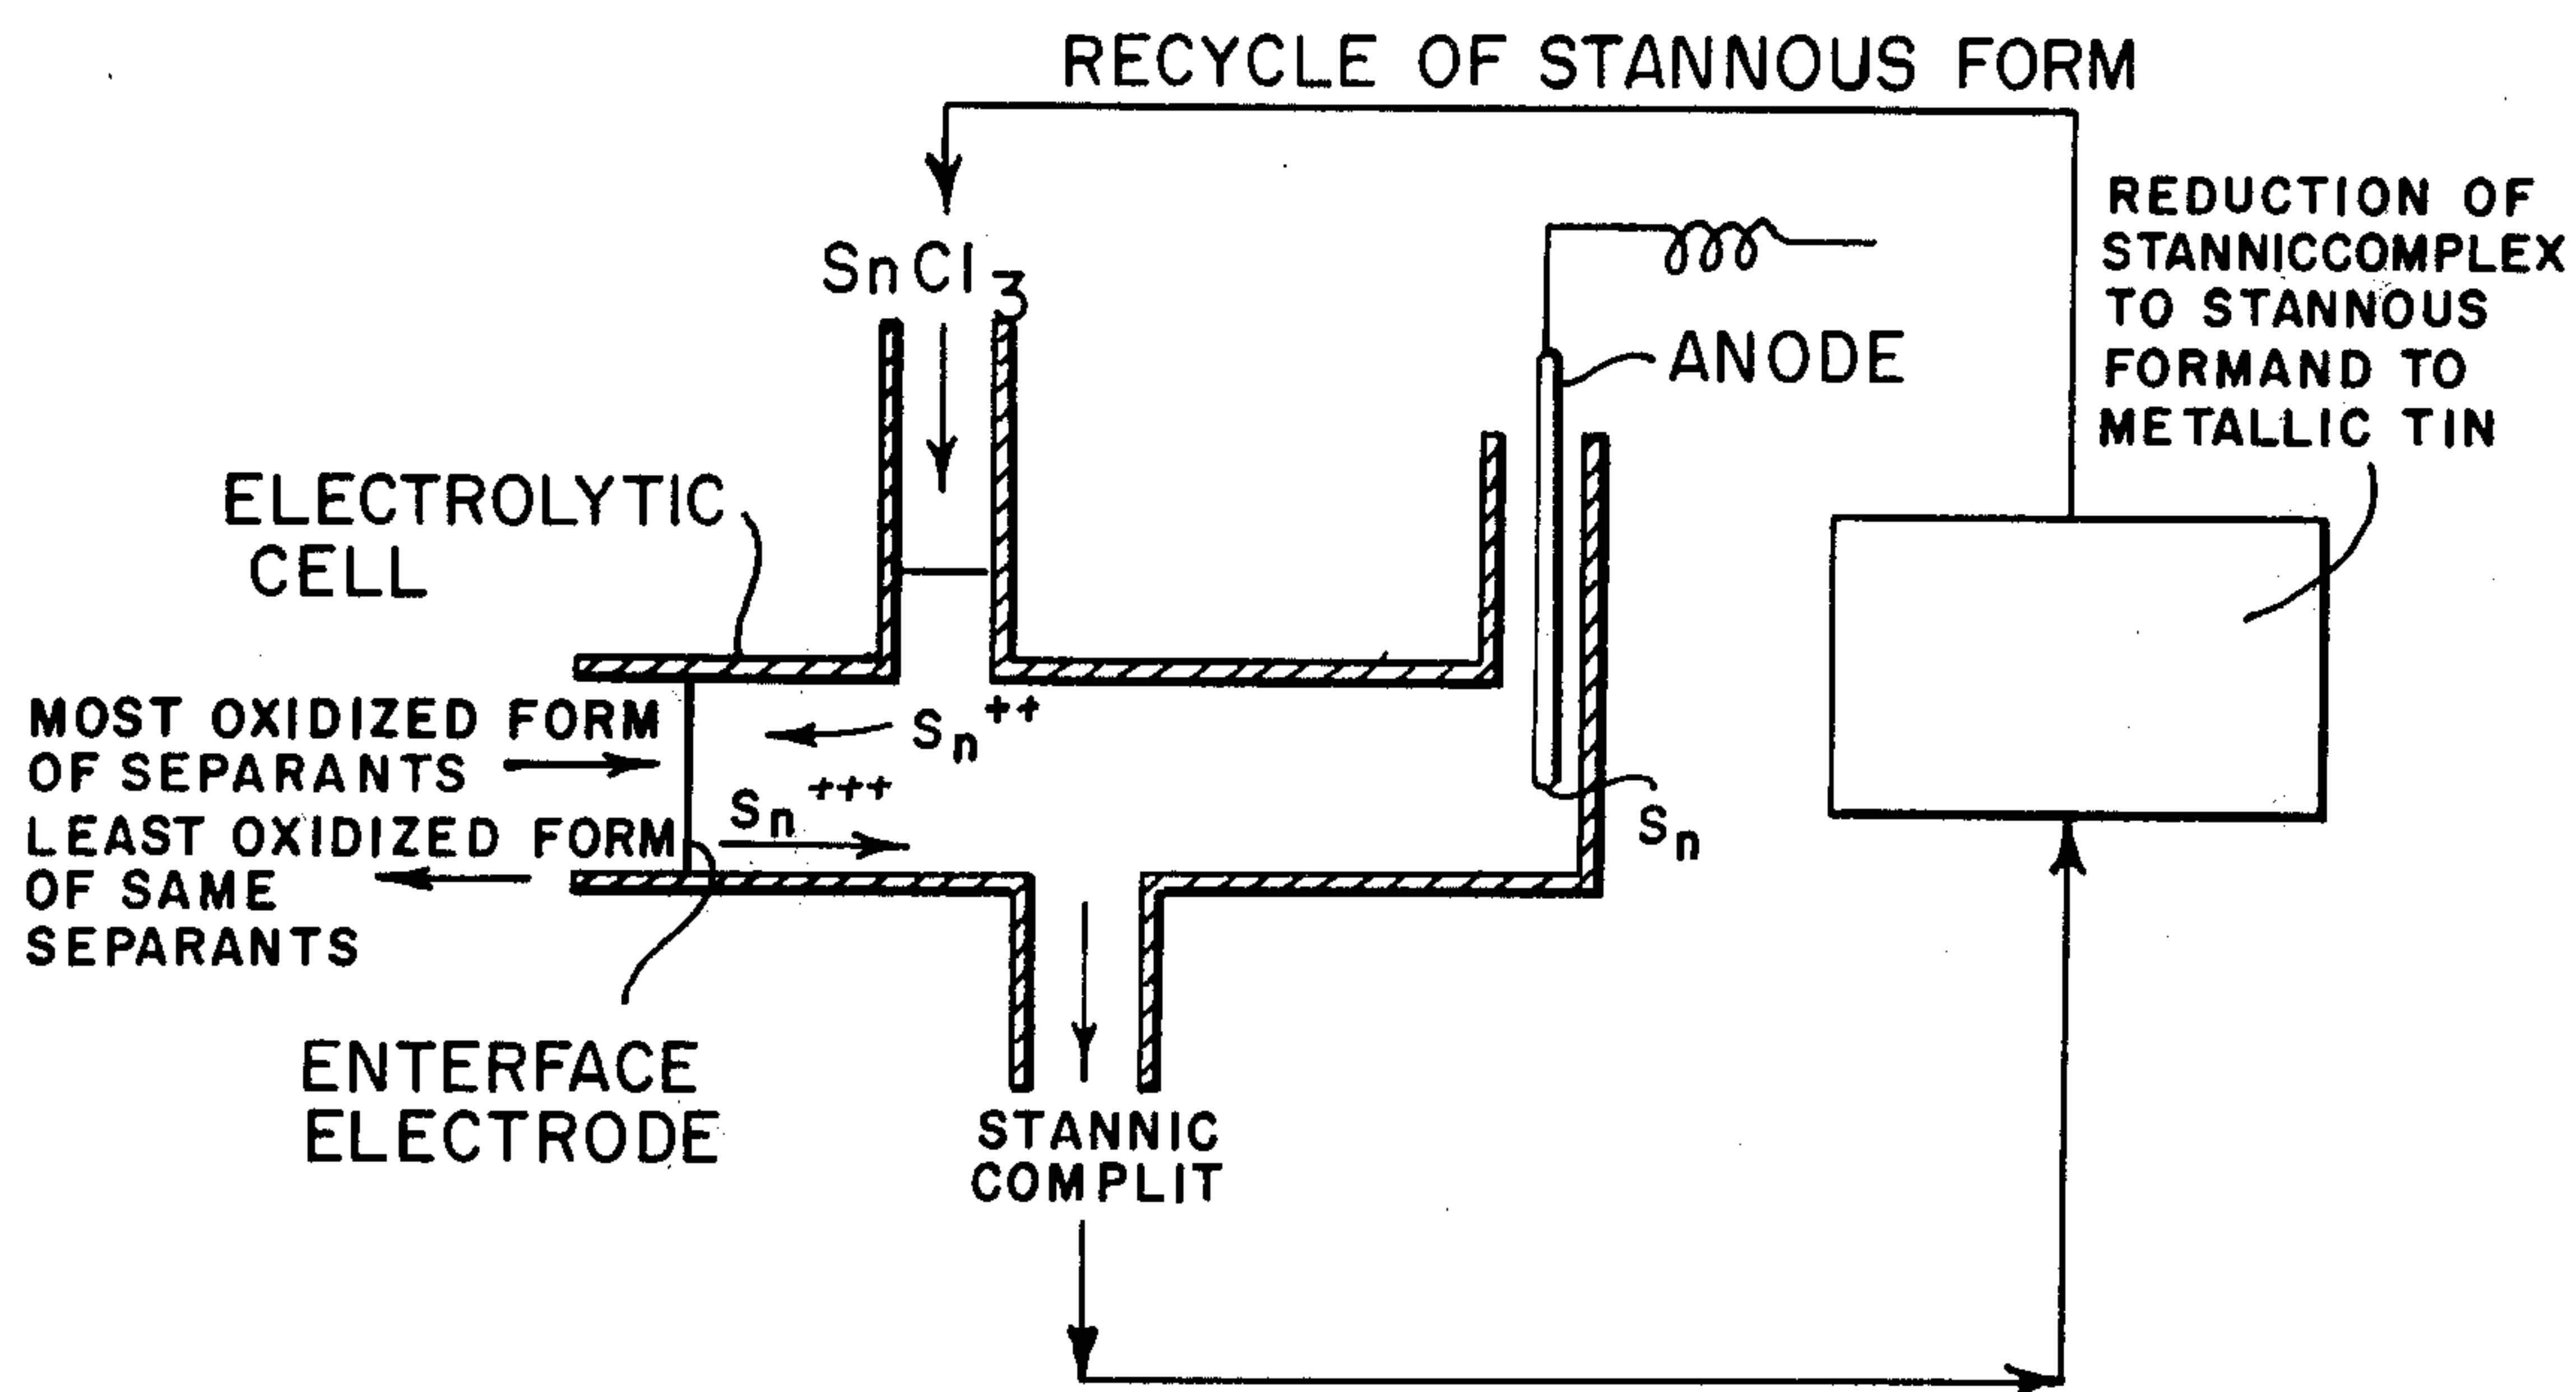 RECYCLE OF STANNOUS FORM
SnCl3
REDUCTION OF
STANNICCOMPLEX
TO STANNOUS
FORMAND TO
METALLIC TIN
ANODE
ELECTROLYTIC
CELL
MOST OXIDIZED FORM
OF SEPARANTS
Sn++
Sn+++
LEAST OXIDIZED FORM
OF SAME
SEPARANTS
Sn
ENTERFACE
ELECTRODE
STANNIC
COMPLIT